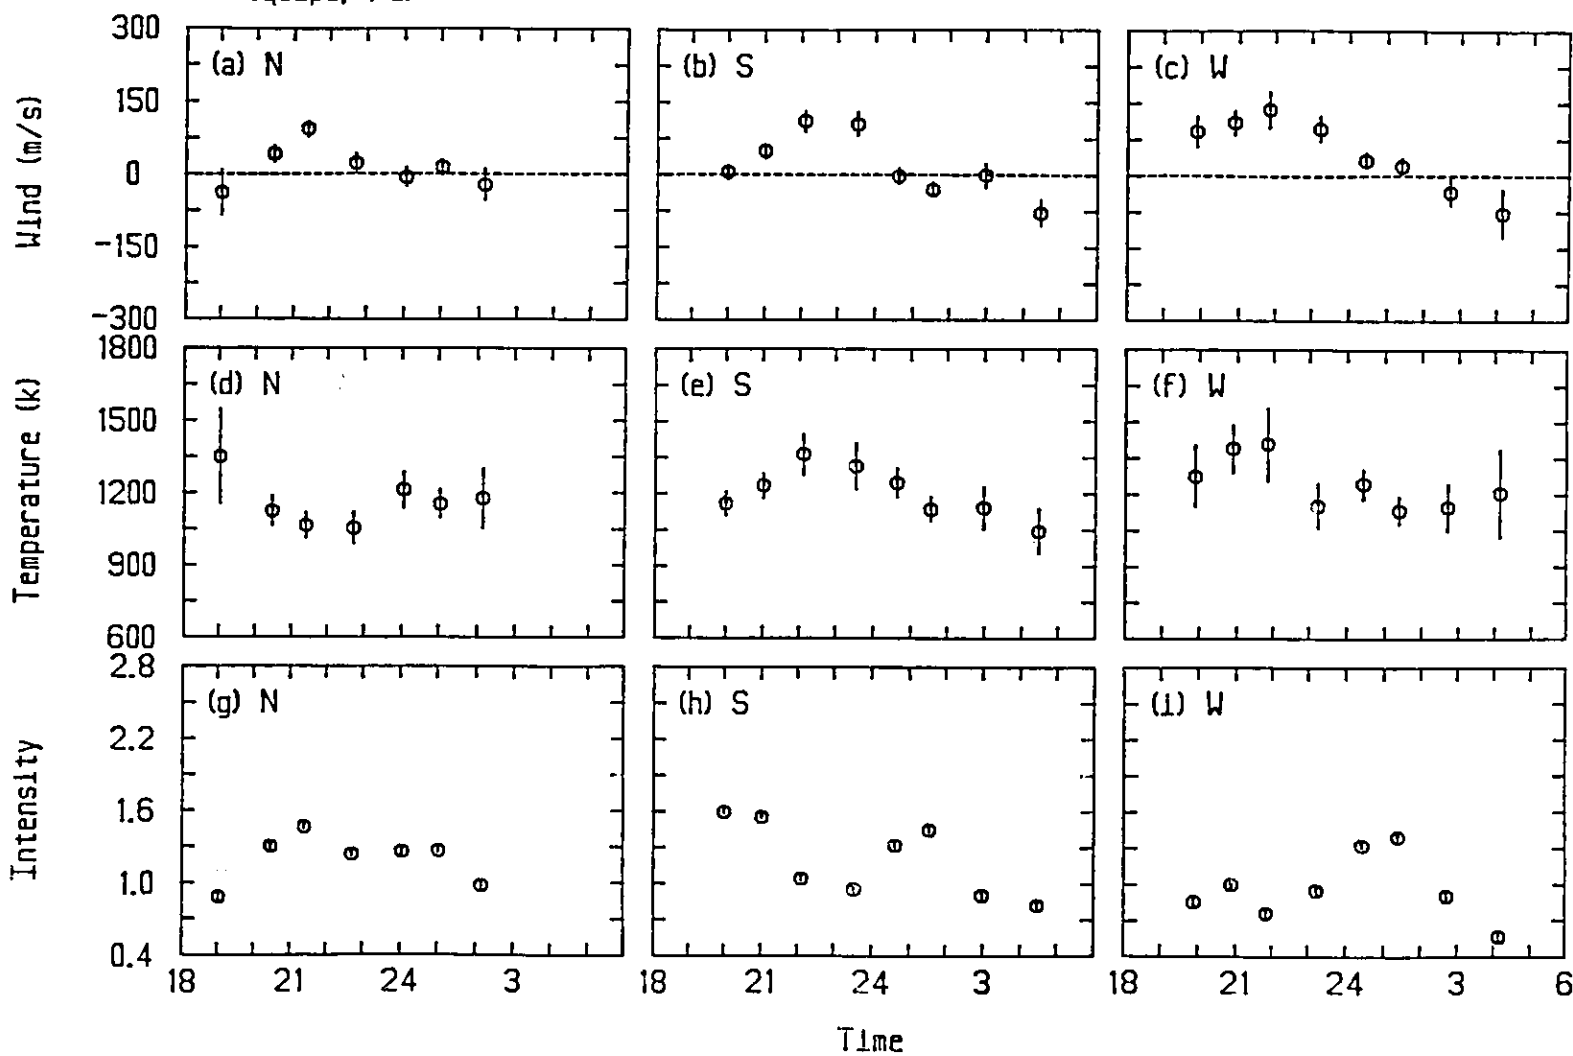 300
150
0
-150
-300
Wind (m/s)
(a) N
(b) S
(c) W
1800
1500
1200
900
600
Temperature (k)
(d) N
(e) S
(f) W
2.8
2.2
1.6
1.0
0.4
Intensity
(g) N
(h) S
(i) W
18 21 24 3
18 21 24 3
18 21 24 3 6
Time